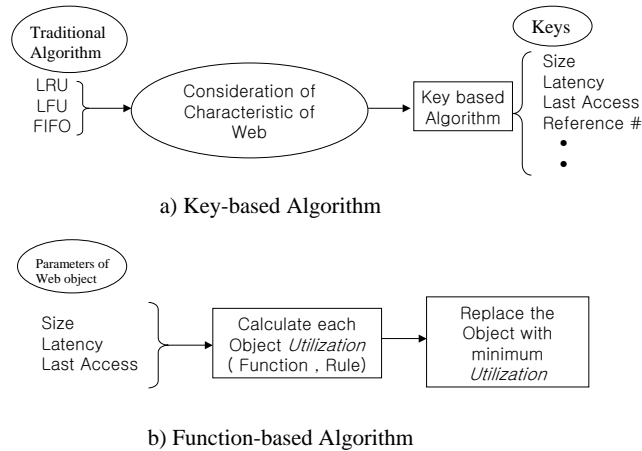 Traditional
Algorithm
LRU
LFU
FIFO
Consideration of
Characteristic of
Web
Key based
Algorithm
Keys
Size
Latency
Last Access
Reference #
•
•
a) Key-based Algorithm
Parameters of
Web object
Size
Latency
Last Access
Calculate each
Object Utilization
( Function , Rule)
Replace the
Object with
minimum
Utilization
b) Function-based Algorithm